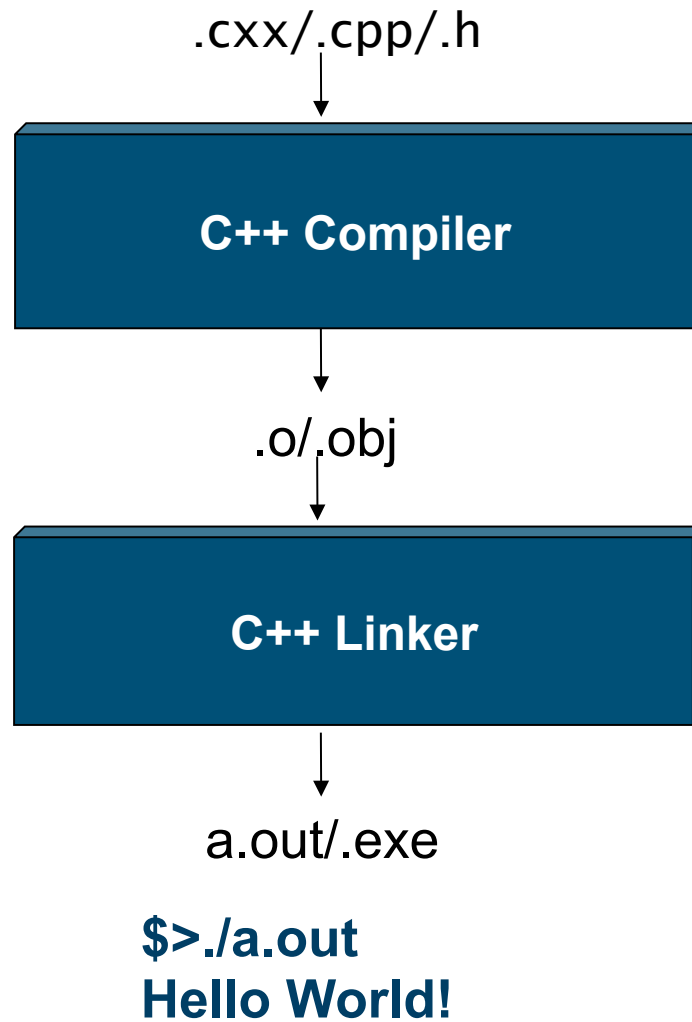 .cxx/.cpp/.h
C++ Compiler
.o/.obj
C++ Linker
a.out/.exe
$>./a.out
Hello World!